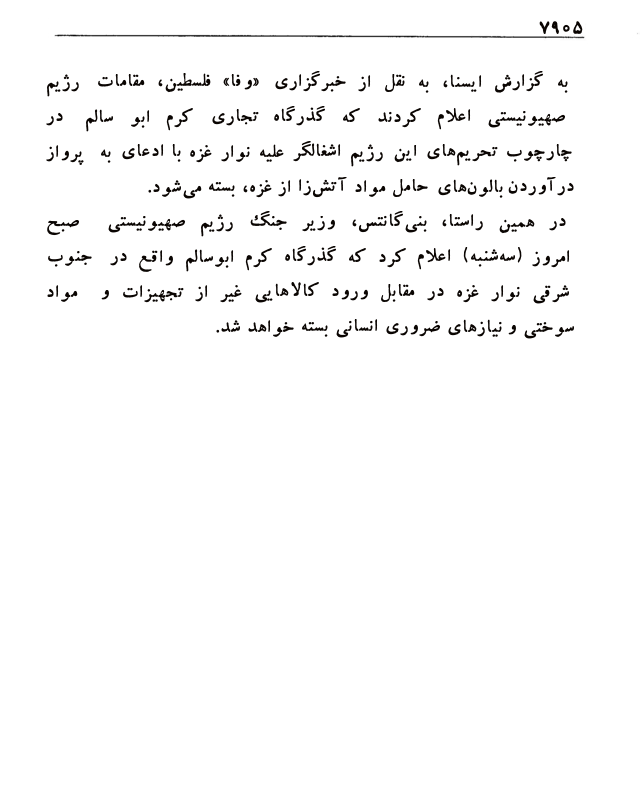 ۷۹۰۵
به گزارش ایسنا، به نقل از خبرگزاری «وفا» فلسطین، مقامات رژیم
صهیونیستی اعلام کردند که گذرگاه تجاری کرم ابو سالم در
چارچوب تحریم‌های این رژیم اشغالگر علیه نوار غزه با ادعای به پرواز
درآوردن بالون‌های حامل مواد آتش‌زا از غزه، بسته می‌شود.
در همین راستا، بنی‌گانتس، وزیر جنگ رژیم صهیونیستی صبح
امروز (سه‌شنبه) اعلام کرد که گذرگاه کرم ابوسالم واقع در جنوب
شرقی نوار غزه در مقابل ورود کالاهایی غیر از تجهیزات و مواد
سوختی و نیازهای ضروری انسانی بسته خواهد شد.